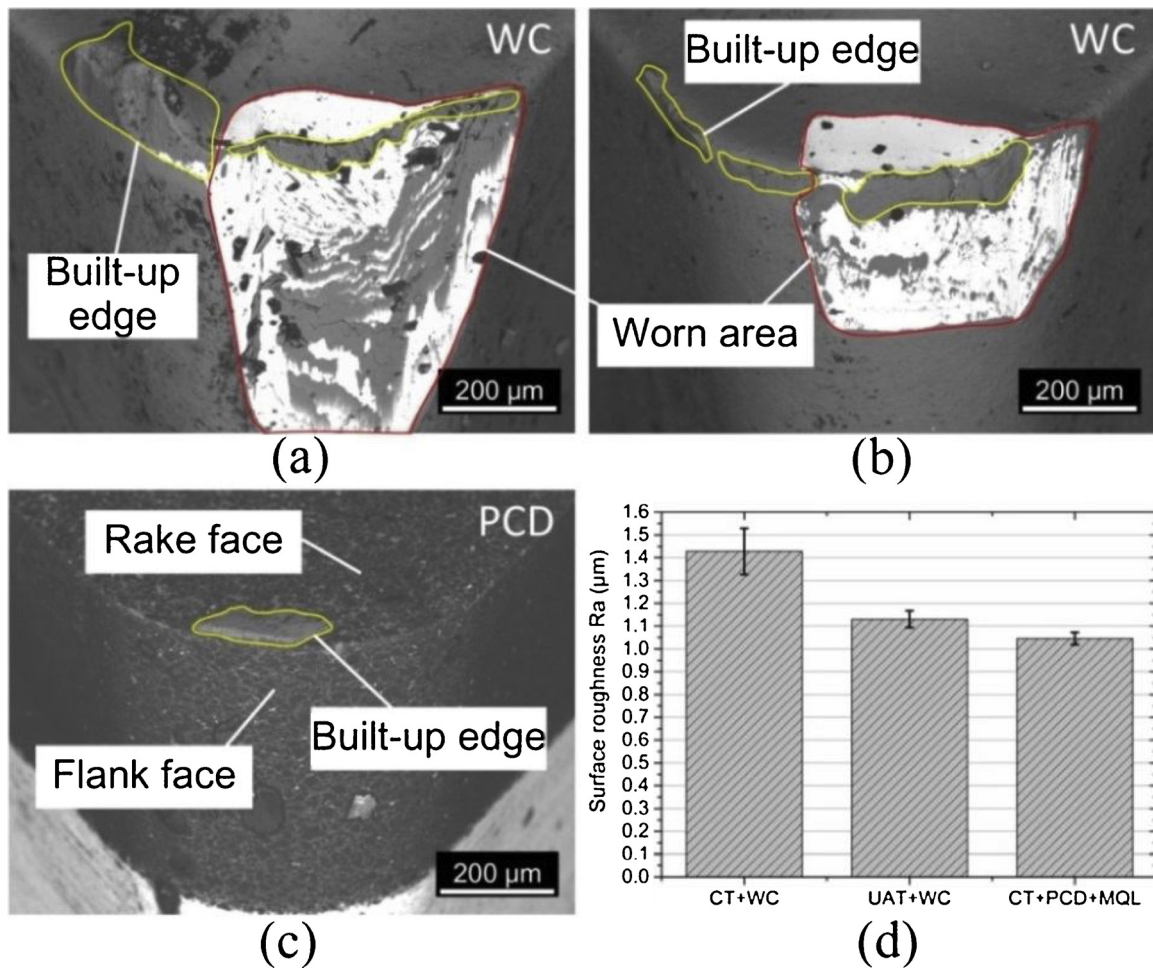 WC
Built-up
edge
200 µm
(a)
WC
Built-up edge
Worn area
200 µm
(b)
PCD
Rake face
Built-up edge
Flank face
200 µm
(c)
Surface roughness Ra (µm)
1.6
1.5
1.4
1.3
1.2
1.1
1.0
0.9
0.8
0.7
0.6
0.5
0.4
0.3
0.2
0.1
0.0
CT+WC UAT+WC CT+PCD+MQL
(d)